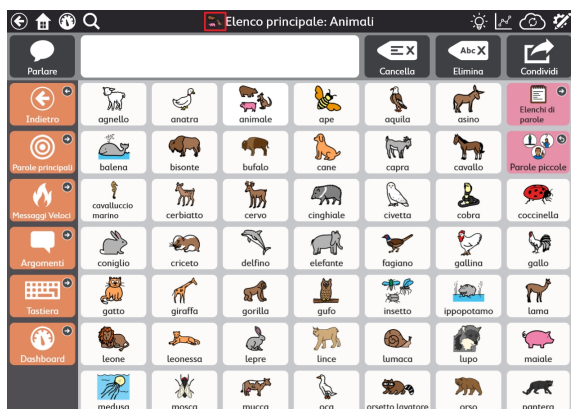 Elenco principale: Animali
Parlare
Cancella
Abc X
Elimina
Condividi
Indietro
agnello
anatra
animale
ape
aquila
asino
Elenchi di
parole
Parole principali
balena
bisonte
bufalo
cane
capra
cavallo
Parole piccole
Messaggi Veloci
cavalluccio
marino
cerbiatto
cervo
cinghiale
civetta
cobra
coccinella
Argomenti
coniglio
criceto
delfino
elefante
fagiano
gallina
gallo
Tastiera
gatto
giraffa
gorilla
gufo
insetto
ippopotamo
lama
Dashboard
leone
leonessa
lepre
lince
lumaca
lupo
maiale
medusa
mosca
mucca
oca
orsetto lavatore
orso
pantera